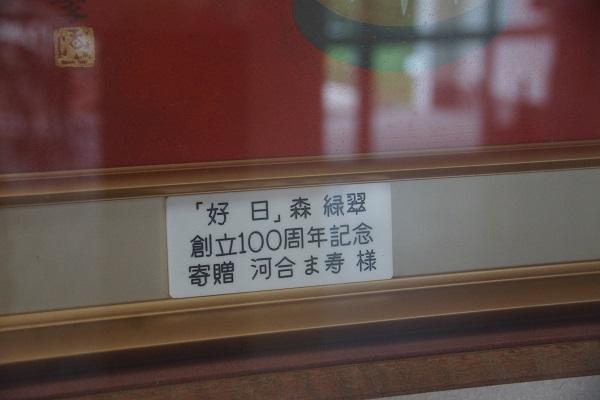 「好 日」森 緑翠
創立100周年記念
寄贈 河合ま寿 様